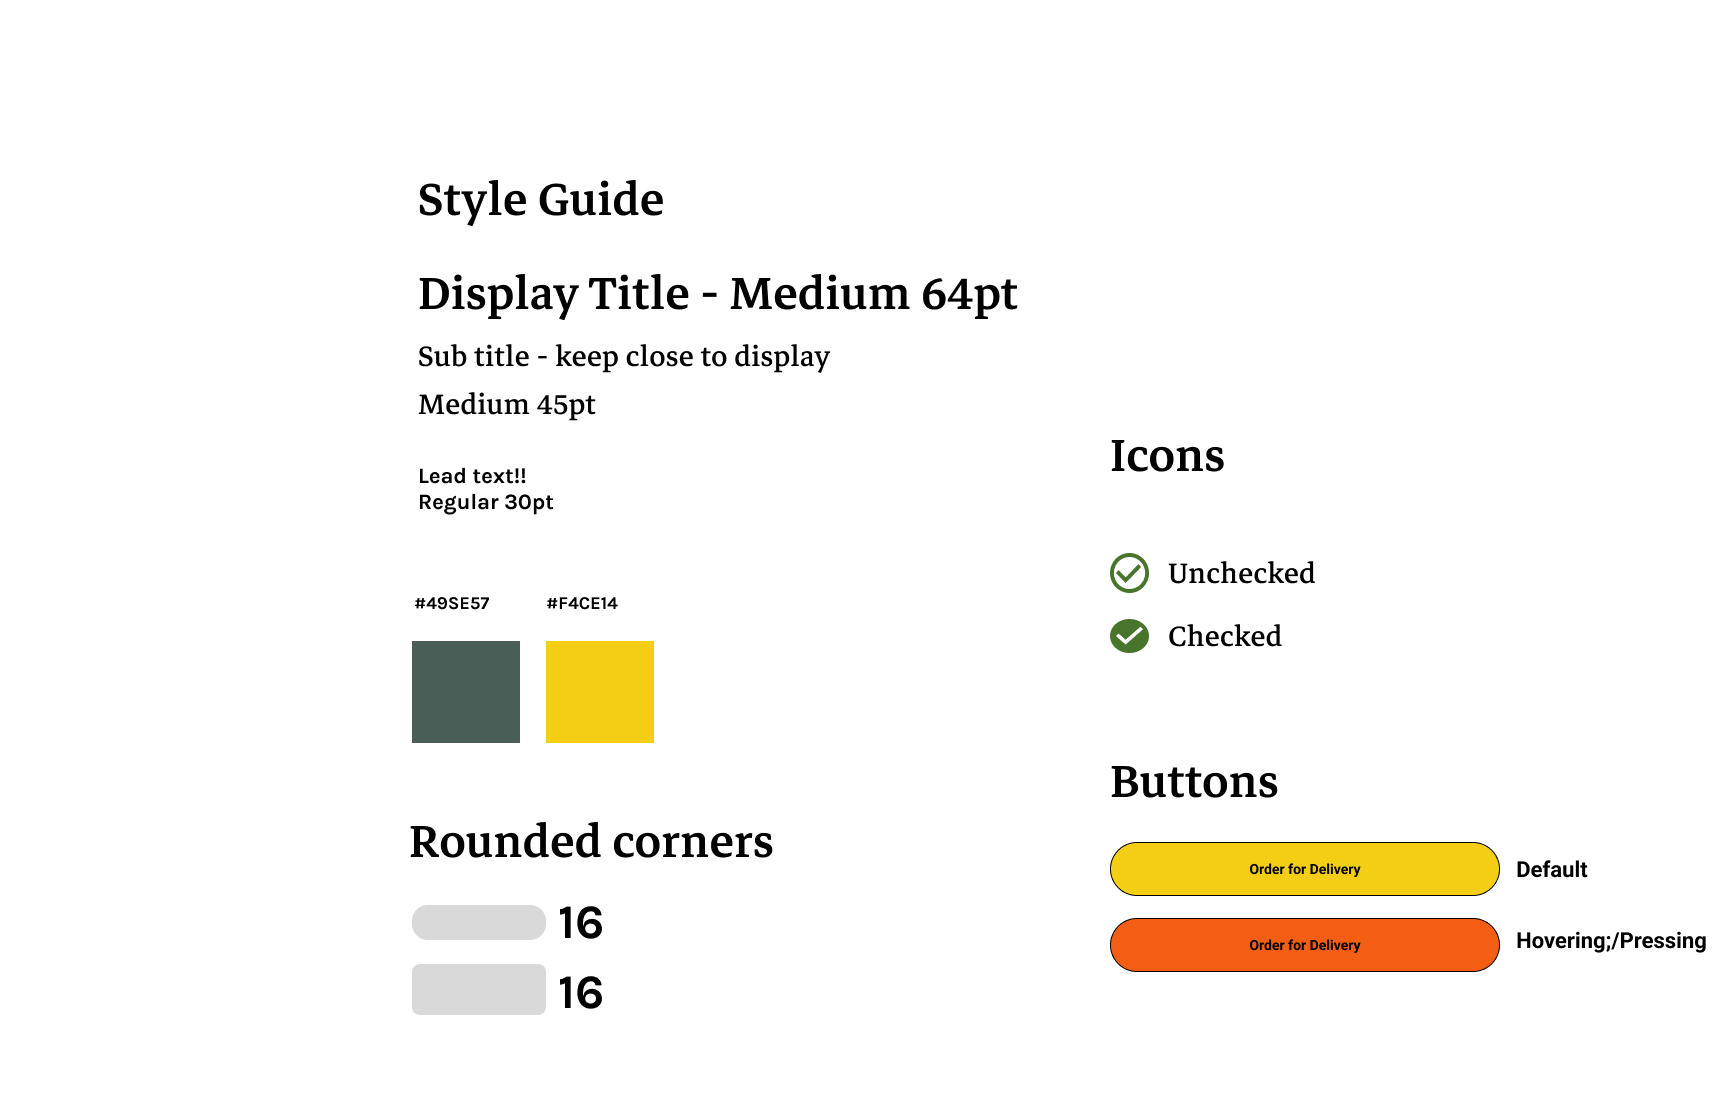 Style Guide
Display Title - Medium 64pt
Sub title - keep close to display
Medium 45pt
Lead text!!
Regular 30pt
#49SE57
#F4CE14
Rounded corners
16
16
Icons
Unchecked
Checked
Buttons
Order for Delivery
Default
Order for Delivery
Hovering;/Pressing